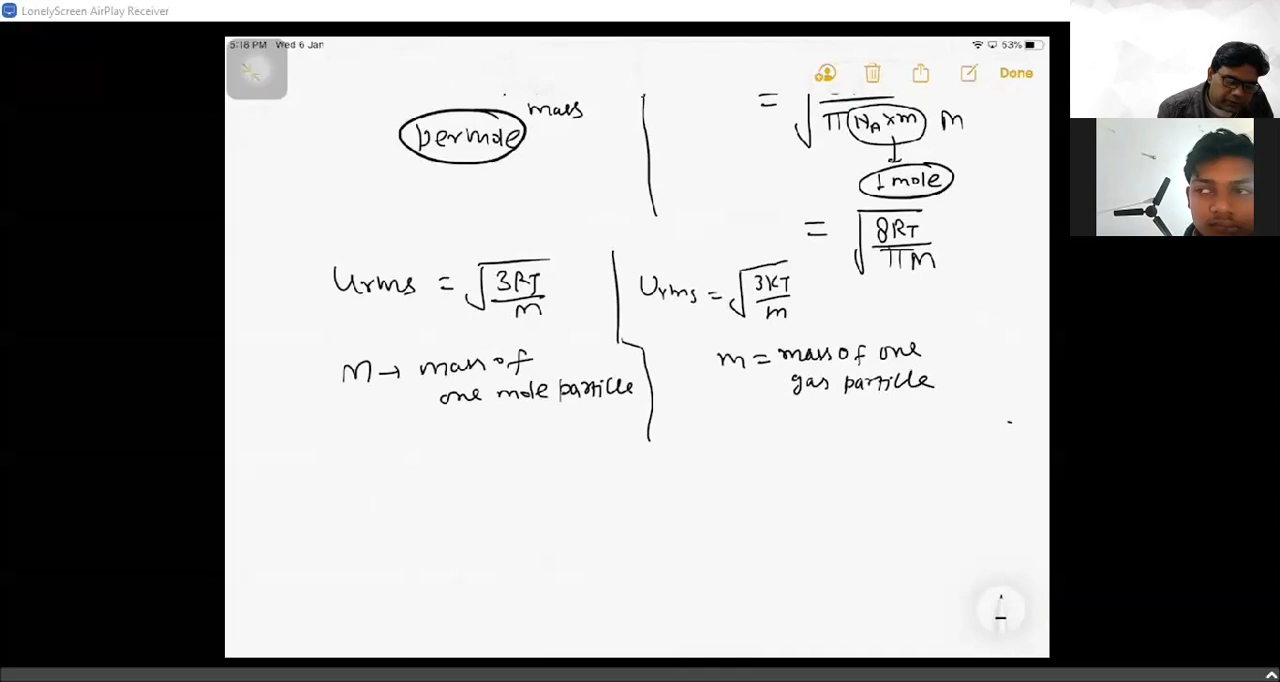 LonelyScreen AirPlay Receiver
5:18 PM Wed 6 Jan
53%
Done
mass
per mole
= √ π(NA×m) m
↓
1 mole
= √8RT/πM
Urms = √3RT/M
M → mass of
one mole particle
Urms = √3KT/m
m = mass of one
gas particle